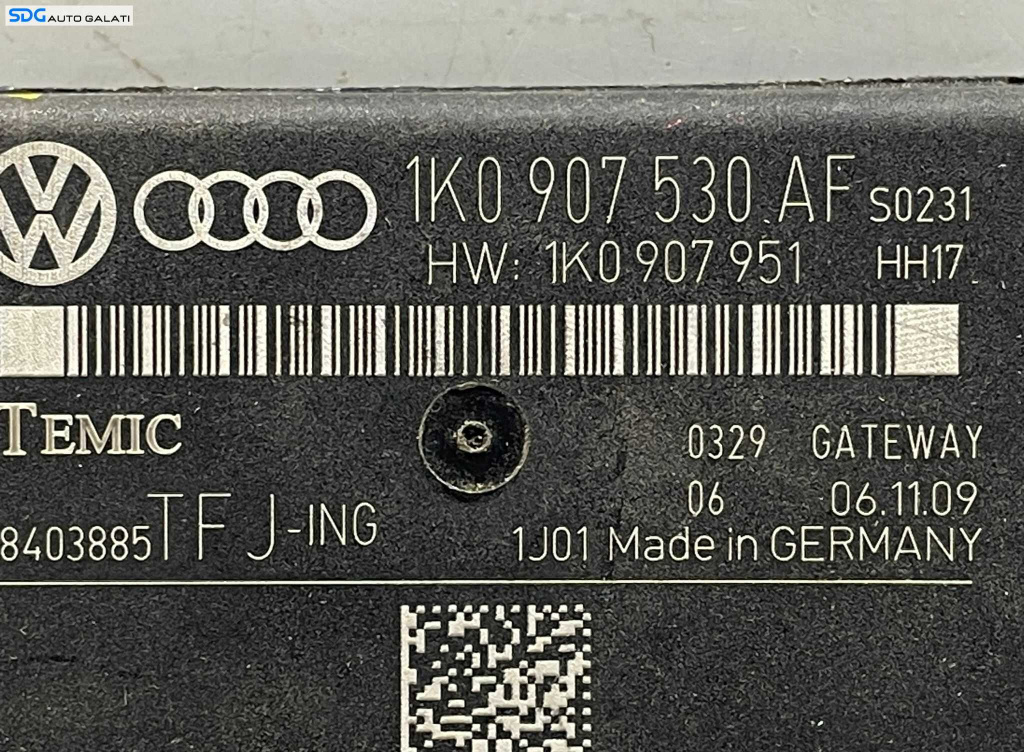 SDG AUTO GALATI
1K0 907 530 AF S0231
HW: 1K0 907 951 HH17
TEMIC
0329 GATEWAY
06 06.11.09
8403885TF J-ING
1J01 Made in GERMANY